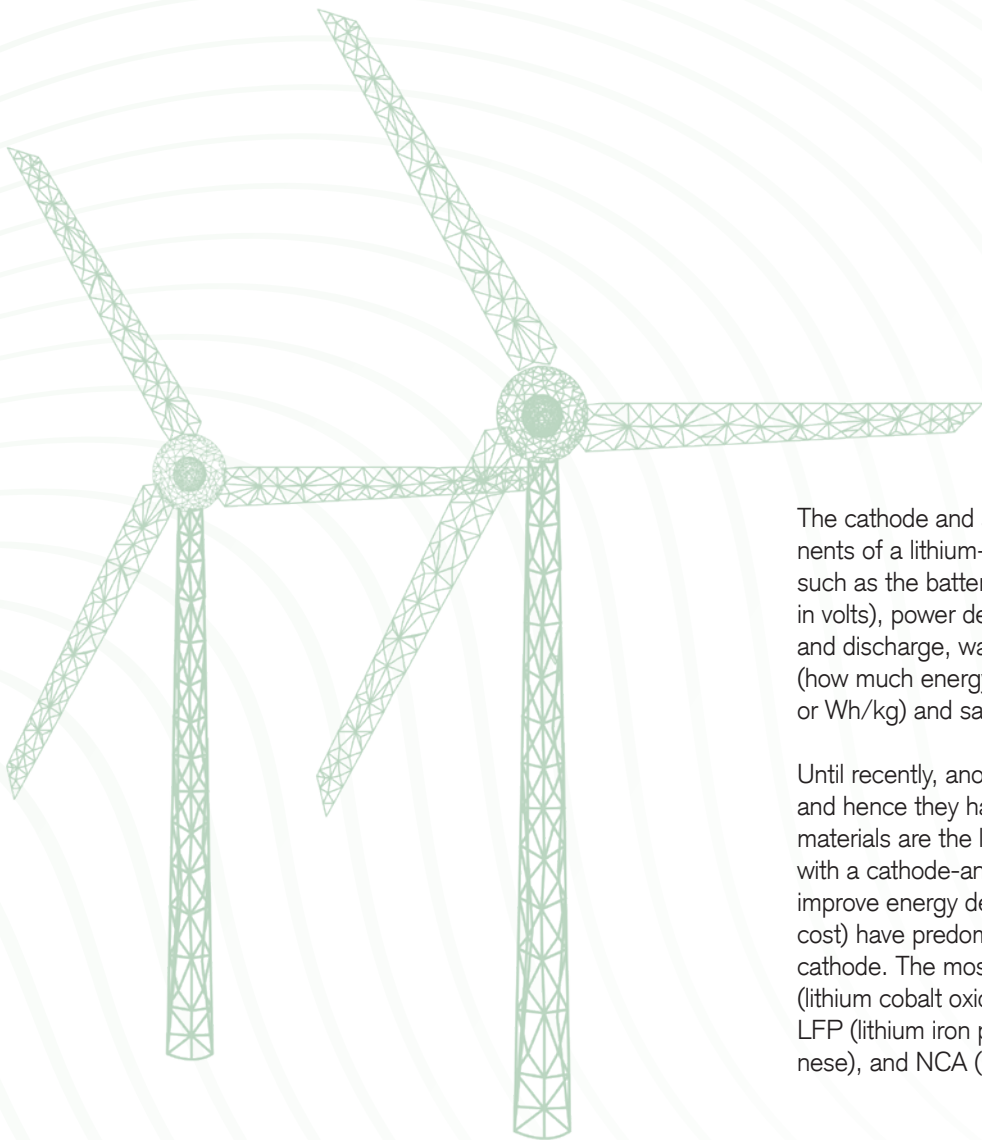 The cathode and
nents of a lithium-
such as the batter
in volts), power de
and discharge, wa
(how much energy
or Wh/kg) and sa
Until recently, ano
and hence they ha
materials are the l
with a cathode-an
improve energy de
cost) have predom
cathode. The mos
(lithium cobalt oxid
LFP (lithium iron p
nese), and NCA (